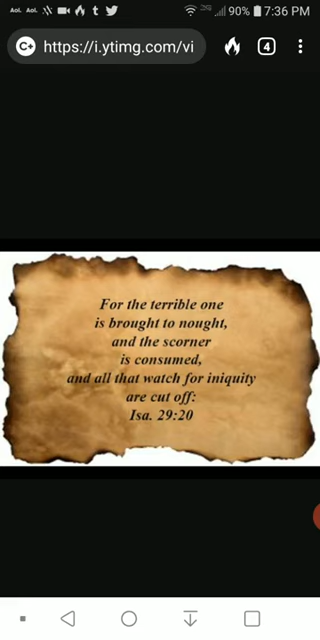 AOL AOL
90% 7:36 PM
https://i.ytimg.com/vi
4
For the terrible one
is brought to nought,
and the scorner
is consumed,
and all that watch for iniquity
are cut off:
Isa. 29:20